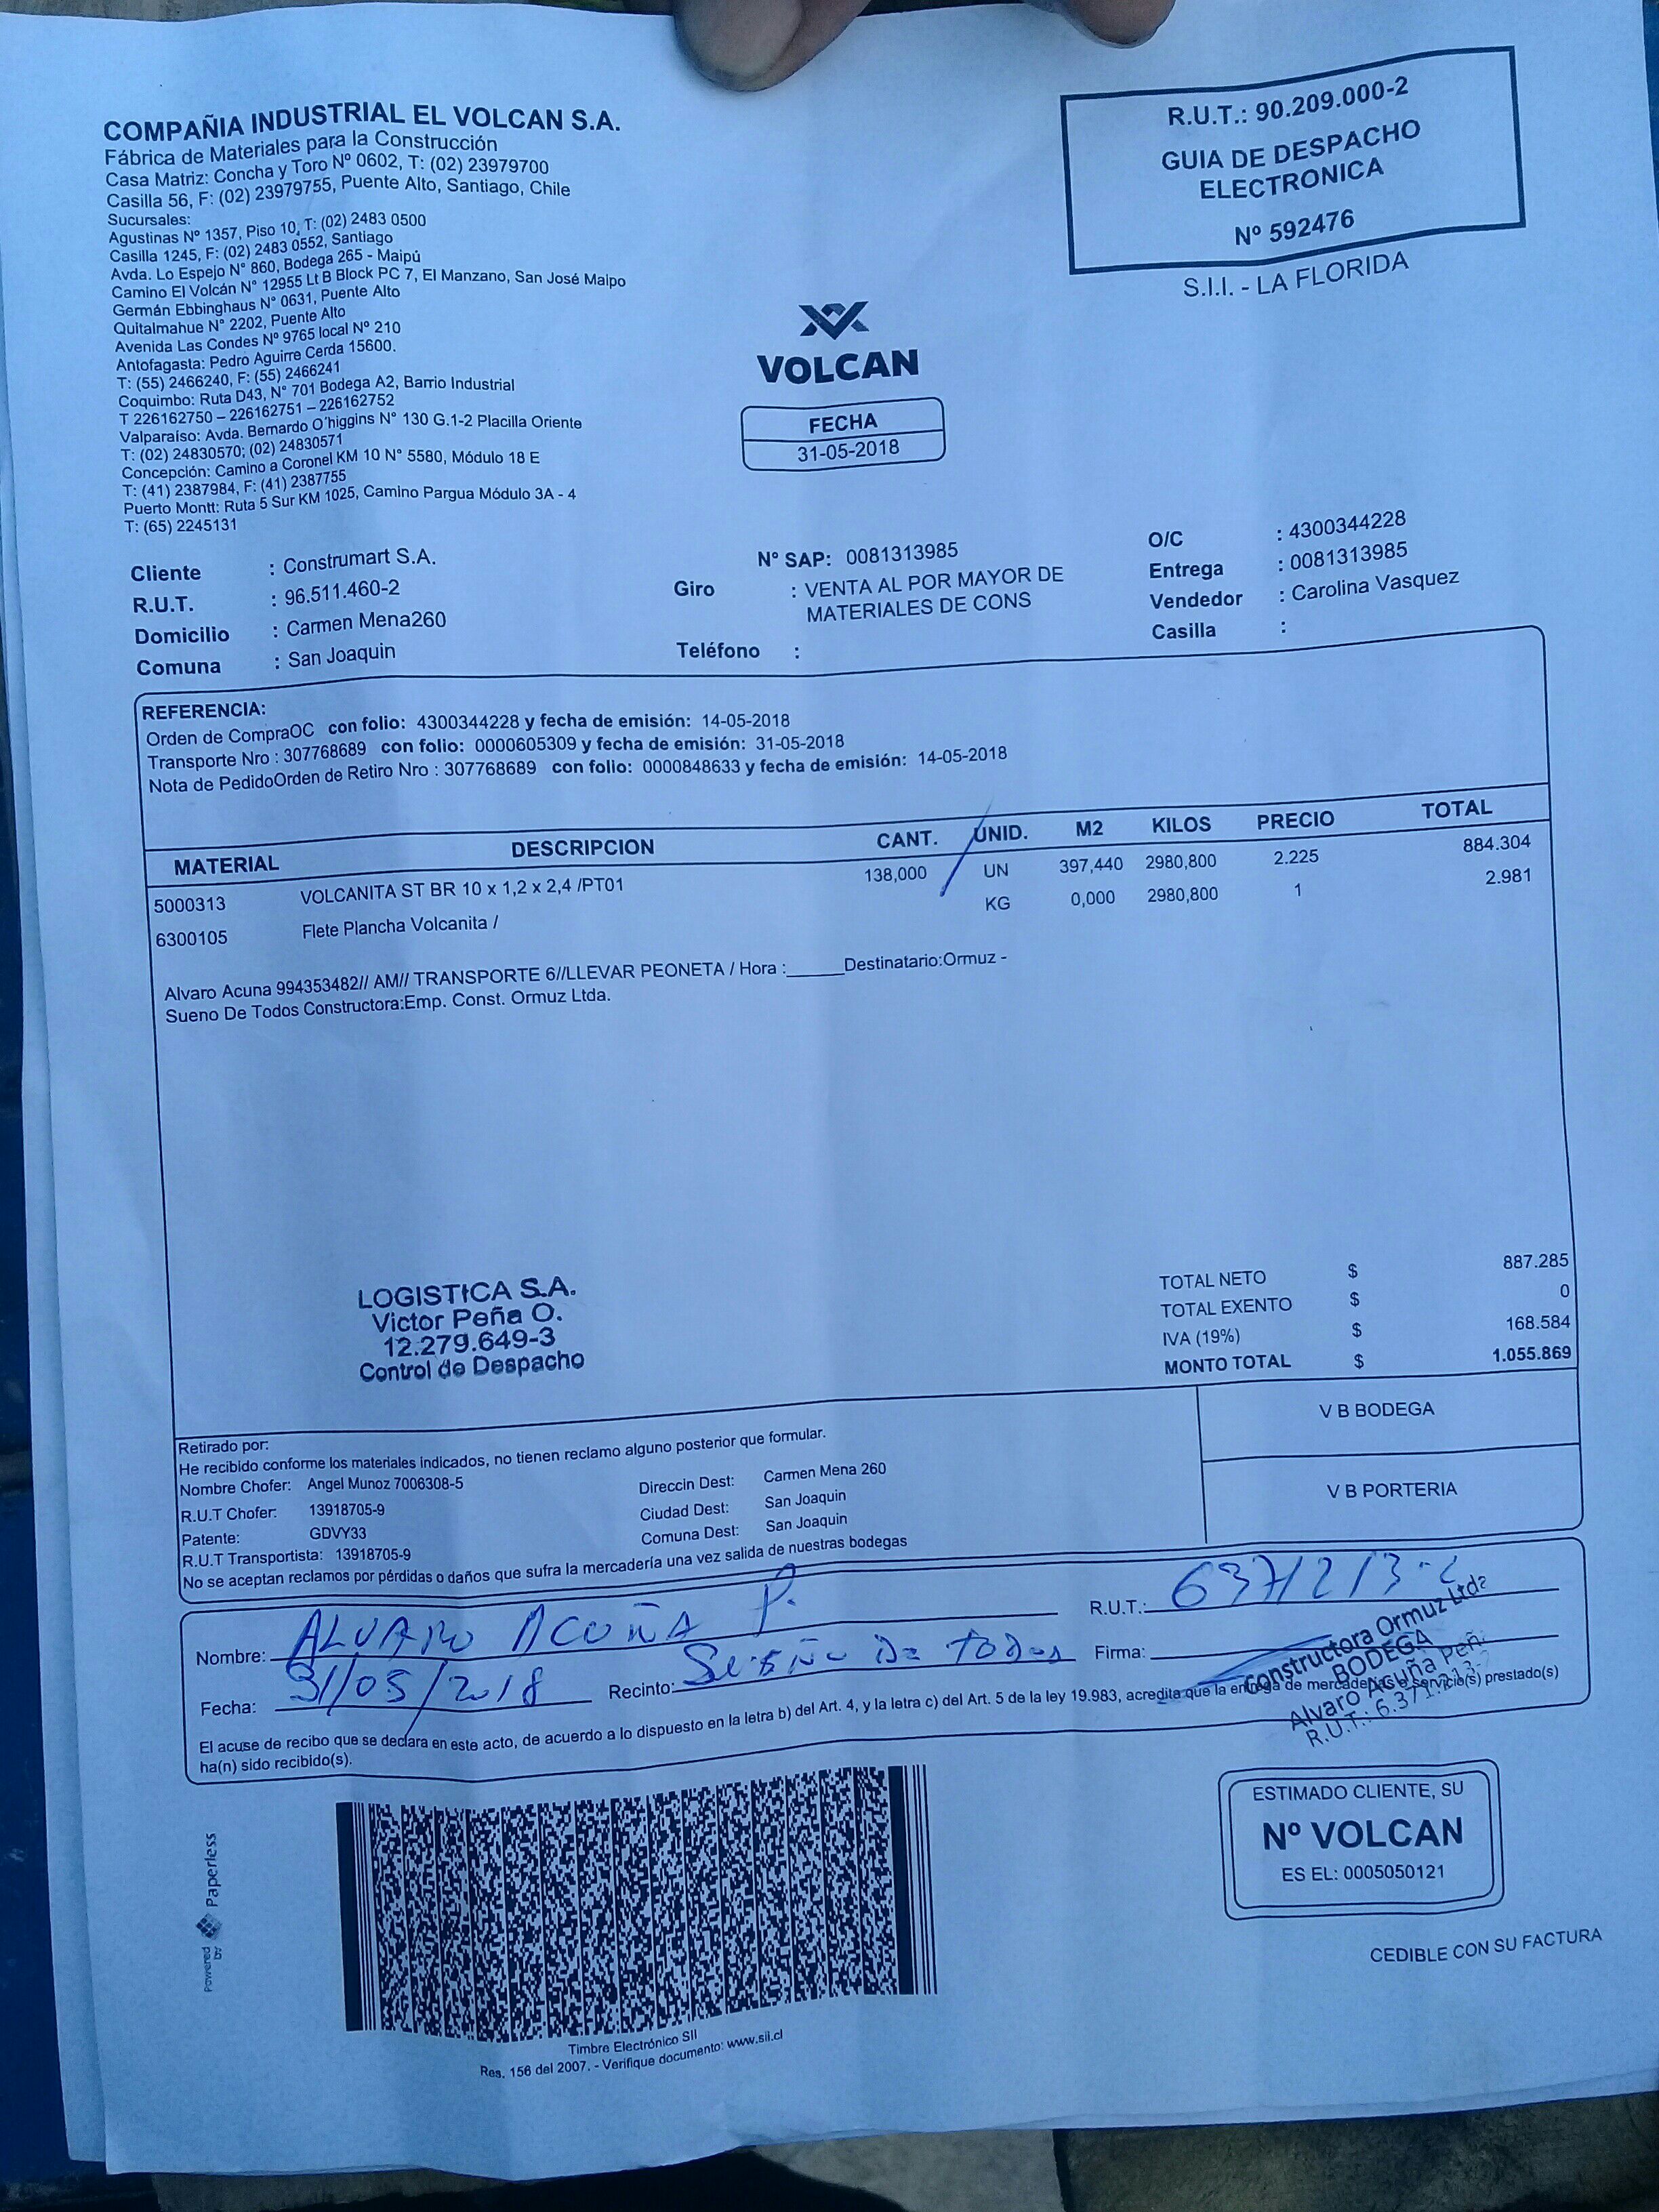 COMPAÑIA INDUSTRIAL EL VOLCAN S.A.
Fábrica de Materiales para la Construcción
Casa Matriz: Concha y Toro Nº 0602, T: (02) 23979700
Casilla 56, F: (02) 23979755, Puente Alto, Santiago, Chile
Sucursales:
Agustinas Nº 1357, Piso 10, T: (02) 2483 0500
Casilla 1245, F: (02) 2483 0552, Santiago
Avda. Lo Espejo N° 860, Bodega 265 - Maipú
Camino El Volcán N° 12955 Lt B Block PC 7, El Manzano, San José Maipo
Germán Ebbinghaus N° 0631, Puente Alto
Quitalmahue N° 2202, Puente Alto
Avenida Las Condes Nº 9765 local Nº 210
Antofagasta: Pedro Aguirre Cerda 15600.
T: (55) 2466240, F: (55) 2466241
Coquimbo: Ruta D43, N° 701 Bodega A2, Barrio Industrial
T 226162750 – 226162751 – 226162752
Valparaíso: Avda. Bernardo O'higgins N° 130 G.1-2 Placilla Oriente
T: (02) 24830570; (02) 24830571
Concepción: Camino a Coronel KM 10 N° 5580, Módulo 18 E
T: (41) 2387984, F: (41) 2387755
Puerto Montt: Ruta 5 Sur KM 1025, Camino Pargua Módulo 3A - 4
T: (65) 2245131
R.U.T.: 90.209.000-2
GUIA DE DESPACHO
ELECTRONICA
Nº 592476
S.I.I. - LA FLORIDA
VOLCAN
FECHA
31-05-2018
Cliente : Construmart S.A.
R.U.T. : 96.511.460-2
Domicilio : Carmen Mena260
Comuna : San Joaquin
N° SAP: 0081313985
Giro : VENTA AL POR MAYOR DE
MATERIALES DE CONS
Teléfono :
O/C : 4300344228
Entrega : 0081313985
Vendedor : Carolina Vasquez
Casilla :
REFERENCIA:
Orden de CompraOC con folio: 4300344228 y fecha de emisión: 14-05-2018
Transporte Nro : 307768689 con folio: 0000605309 y fecha de emisión: 31-05-2018
Nota de PedidoOrden de Retiro Nro : 307768689 con folio: 0000848633 y fecha de emisión: 14-05-2018
MATERIAL DESCRIPCION CANT. UNID. M2 KILOS PRECIO TOTAL
5000313 VOLCANITA ST BR 10 x 1,2 x 2,4 /PT01 138,000 UN 397,440 2980,800 2.225 884.304
6300105 Flete Plancha Volcanita / KG 0,000 2980,800 1 2.981
Alvaro Acuna 994353482// AM// TRANSPORTE 6//LLEVAR PEONETA / Hora :______Destinatario:Ormuz -
Sueno De Todos Constructora:Emp. Const. Ormuz Ltda.
LOGISTICA S.A.
Victor Peña O.
12.279.649-3
Control de Despacho
TOTAL NETO $ 887.285
TOTAL EXENTO $ 0
IVA (19%) $ 168.584
MONTO TOTAL $ 1.055.869
Retirado por:
He recibido conforme los materiales indicados, no tienen reclamo alguno posterior que formular.
Nombre Chofer: Angel Munoz 7006308-5
R.U.T Chofer: 13918705-9
Patente: GDVY33
R.U.T Transportista: 13918705-9
Direccin Dest: Carmen Mena 260
Ciudad Dest: San Joaquin
Comuna Dest: San Joaquin
No se aceptan reclamos por pérdidas o daños que sufra la mercadería una vez salida de nuestras bodegas
V B BODEGA
V B PORTERIA
Nombre: ALVARO ACUÑA P.
R.U.T.: 6371213-2
Fecha: 31/05/2018
Recinto: SUEÑO DE TODOS
Firma:
Constructora Ormuz Ltda
BODEGA
Alvaro Acuña Peñ
R.U.T.: 6.371.213-
El acuse de recibo que se declara en este acto, de acuerdo a lo dispuesto en la letra b) del Art. 4, y la letra c) del Art. 5 de la ley 19.983, acredita que la entrega de mercaderías o servicio(s) prestado(s)
ha(n) sido recibido(s).
Powered by Paperless
Timbre Electrónico SII
Res. 156 del 2007. - Verifique documento: www.sii.cl
ESTIMADO CLIENTE, SU
Nº VOLCAN
ES EL: 0005050121
CEDIBLE CON SU FACTURA